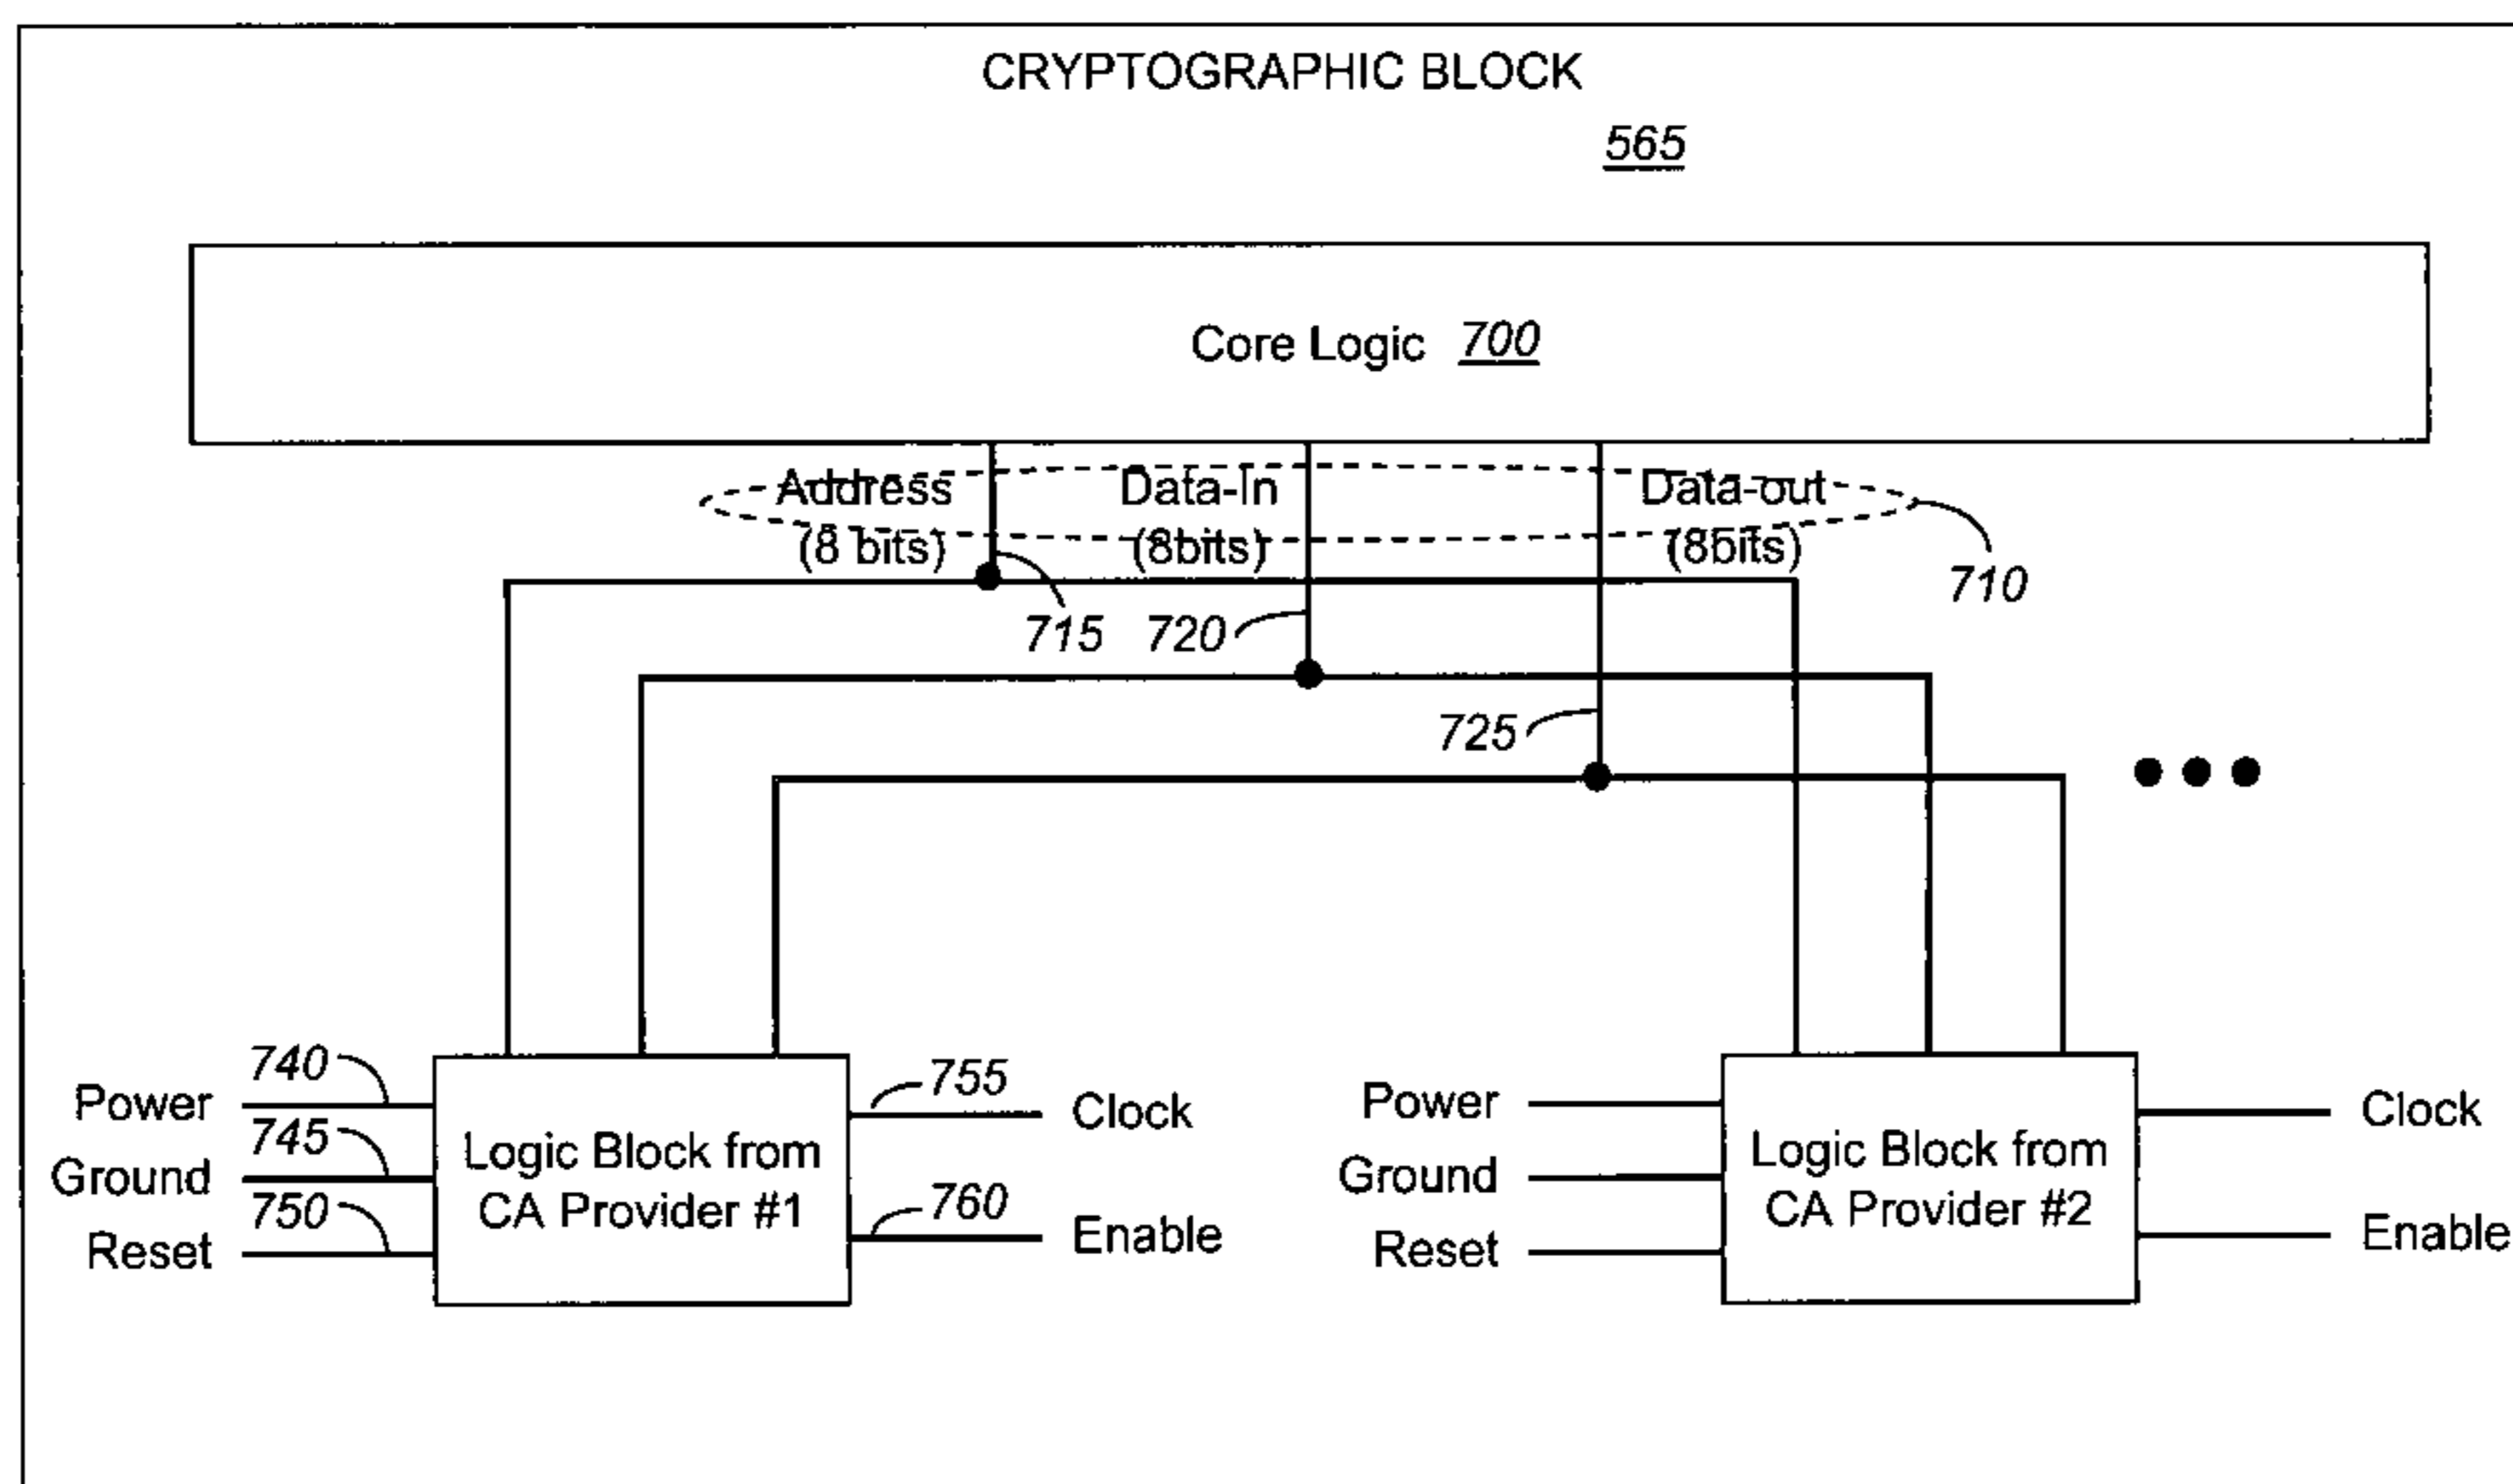 CRYPTOGRAPHIC BLOCK
565
Core Logic 700
Address
(8 bits)
Data-In
(8bits)
Data-out
(8bits)
710
715
720
725
740
Power
745
Ground
750
Reset
Logic Block from
CA Provider #1
755
Clock
760
Enable
Power
Ground
Reset
Logic Block from
CA Provider #2
Clock
Enable